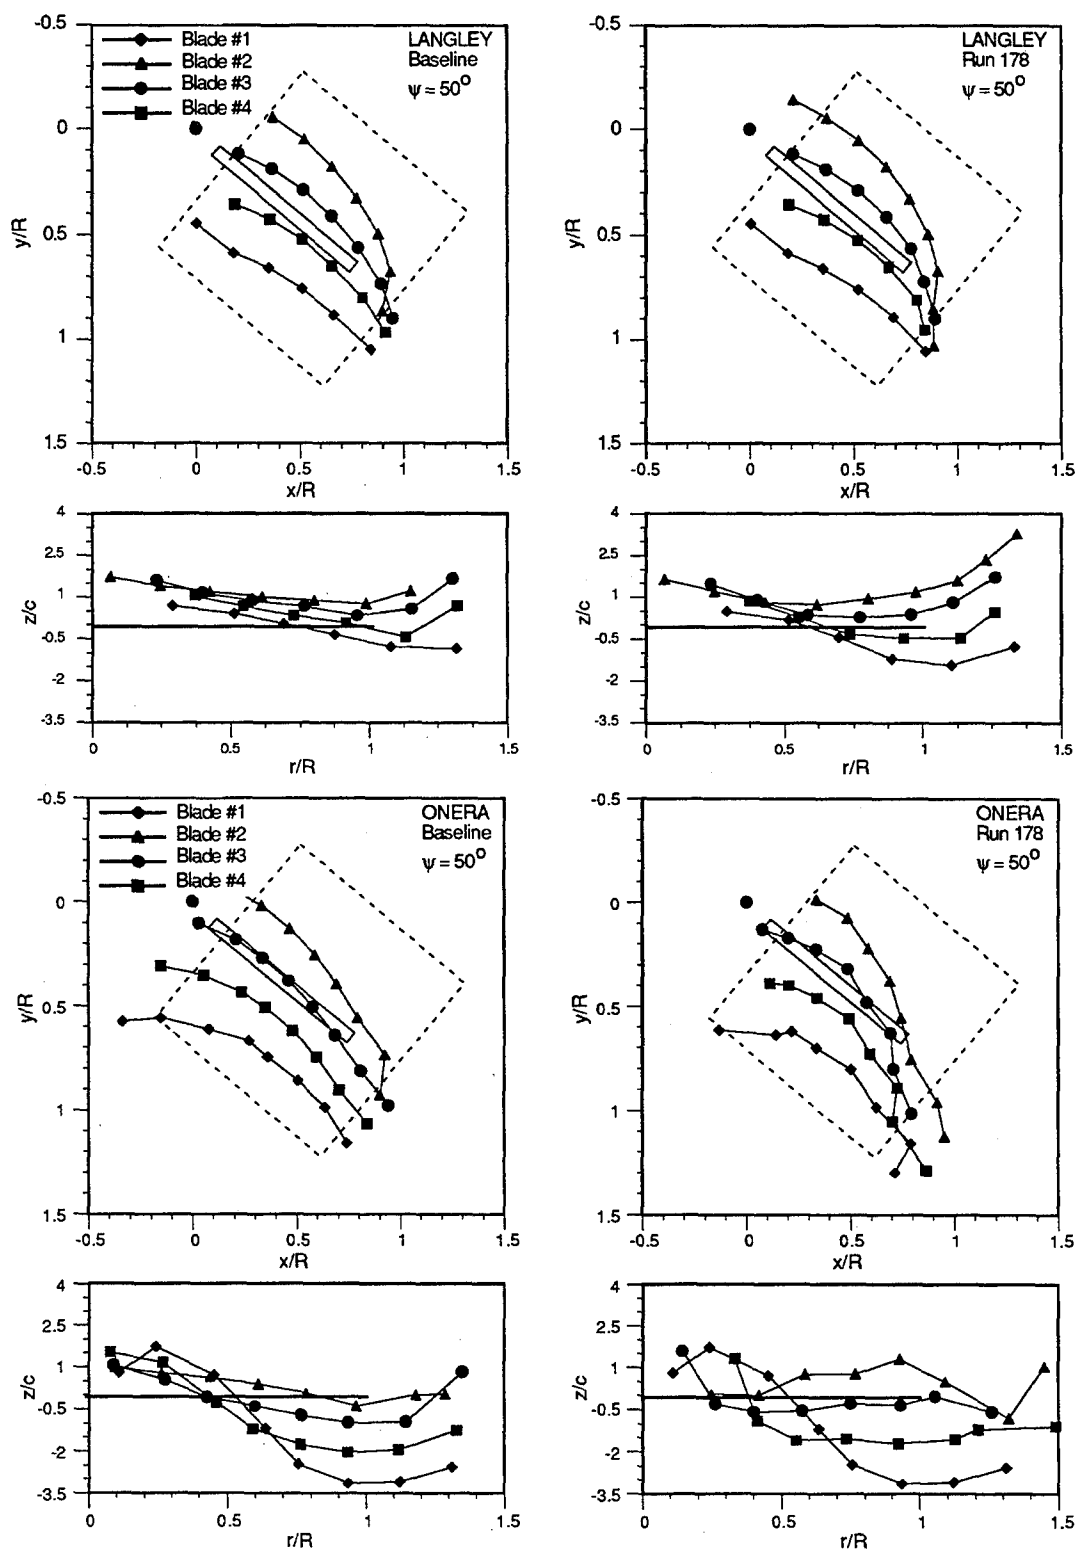 -0.5
0
0.5
1
1.5
y/R
Blade #1
Blade #2
Blade #3
Blade #4
LANGLEY
Baseline
ψ = 50°
-0.5 0 0.5 1 1.5
x/R
-0.5
0
0.5
1
1.5
y/R
LANGLEY
Run 178
ψ = 50°
-0.5 0 0.5 1 1.5
x/R
4
2.5
1
-0.5
-2
-3.5
z/c
0 0.5 1 1.5
r/R
4
2.5
1
-0.5
-2
-3.5
z/c
0 0.5 1 1.5
r/R
-0.5
0
0.5
1
1.5
y/R
Blade #1
Blade #2
Blade #3
Blade #4
ONERA
Baseline
ψ = 50°
-0.5 0 0.5 1 1.5
x/R
-0.5
0
0.5
1
1.5
y/R
ONERA
Run 178
ψ = 50°
-0.5 0 0.5 1 1.5
x/R
4
2.5
1
-0.5
-2
-3.5
z/c
0 0.5 1 1.5
r/R
4
2.5
1
-0.5
-2
-3.5
z/c
0 0.5 1 1.5
r/R